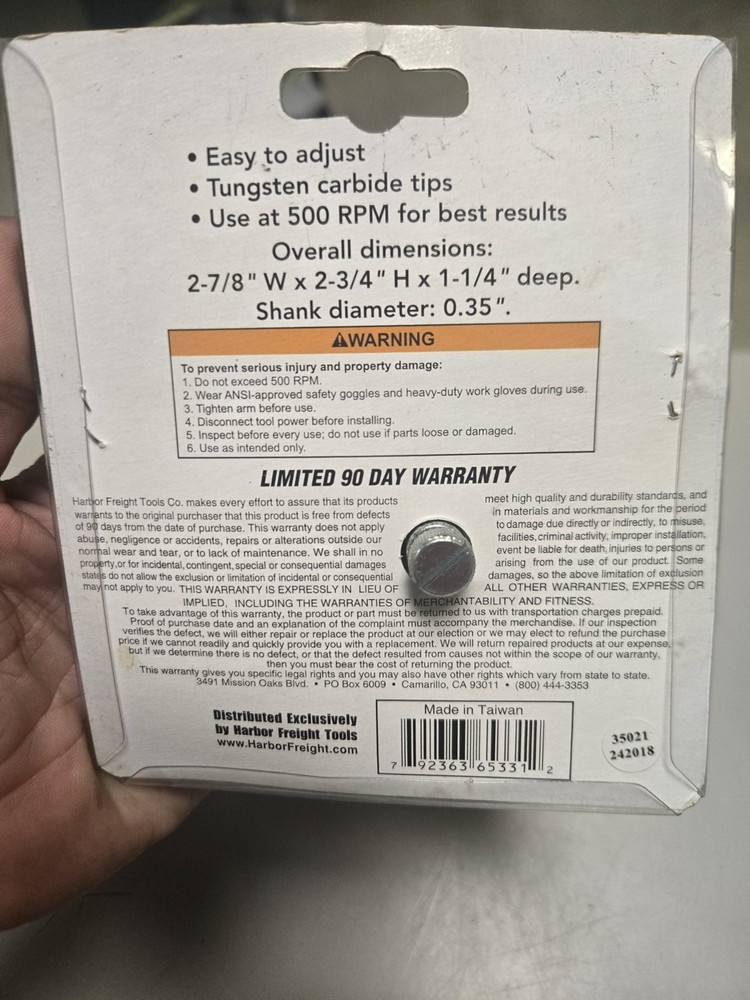 • Easy to adjust
• Tungsten carbide tips
• Use at 500 RPM for best results
Overall dimensions:
2-7/8" W x 2-3/4" H x 1-1/4" deep.
Shank diameter: 0.35".
⚠WARNING
To prevent serious injury and property damage:
1. Do not exceed 500 RPM.
2. Wear ANSI-approved safety goggles and heavy-duty work gloves during use.
3. Tighten arm before use.
4. Disconnect tool power before installing.
5. Inspect before every use; do not use if parts loose or damaged.
6. Use as intended only.
LIMITED 90 DAY WARRANTY
Harbor Freight Tools Co. makes every effort to assure that its products meet high quality and durability standards, and
warrants to the original purchaser that this product is free from defects in materials and workmanship for the period
of 90 days from the date of purchase. This warranty does not apply to damage due directly or indirectly, to misuse,
abuse, negligence or accidents, repairs or alterations outside our facilities, criminal activity, improper installation,
normal wear and tear, or to lack of maintenance. We shall in no event be liable for death, injuries to persons or
property, or for incidental, contingent, special or consequential damages arising from the use of our product. Some
states do not allow the exclusion or limitation of incidental or consequential damages, so the above limitation of exclusion
may not apply to you. THIS WARRANTY IS EXPRESSLY IN LIEU OF ALL OTHER WARRANTIES, EXPRESS OR
IMPLIED, INCLUDING THE WARRANTIES OF MERCHANTABILITY AND FITNESS.
To take advantage of this warranty, the product or part must be returned to us with transportation charges prepaid.
Proof of purchase date and an explanation of the complaint must accompany the merchandise. If our inspection
verifies the defect, we will either repair or replace the product at our election or we may elect to refund the purchase
price if we cannot readily and quickly provide you with a replacement. We will return repaired products at our expense,
but if we determine there is no defect, or that the defect resulted from causes not within the scope of our warranty,
then you must bear the cost of returning the product.
This warranty gives you specific legal rights and you may also have other rights which vary from state to state.
3491 Mission Oaks Blvd. • PO Box 6009 • Camarillo, CA 93011 • (800) 444-3353
Distributed Exclusively
by Harbor Freight Tools
www.HarborFreight.com
Made in Taiwan
7 92363 65331 2
35021
242018